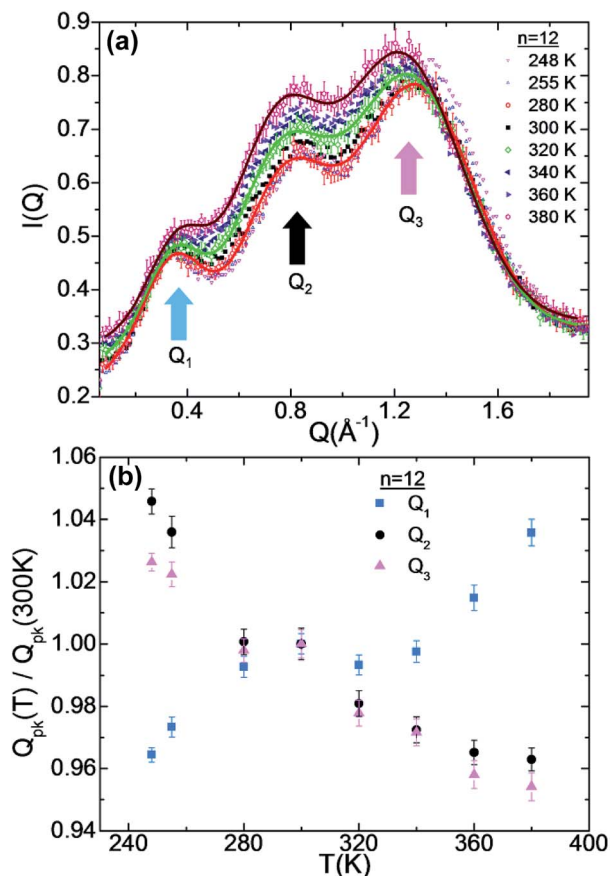 (a)
n=12
248 K
255 K
280 K
300 K
320 K
340 K
360 K
380 K
I(Q)
0.9
0.8
0.7
0.6
0.5
0.4
0.3
0.2
Q₁
Q₂
Q₃
0.4 0.8 1.2 1.6
Q(Å⁻¹)
(b)
n=12
Q₁
Q₂
Q₃
Q_pk(T) / Q_pk(300K)
1.06
1.04
1.02
1.00
0.98
0.96
0.94
240 280 320 360 400
T(K)